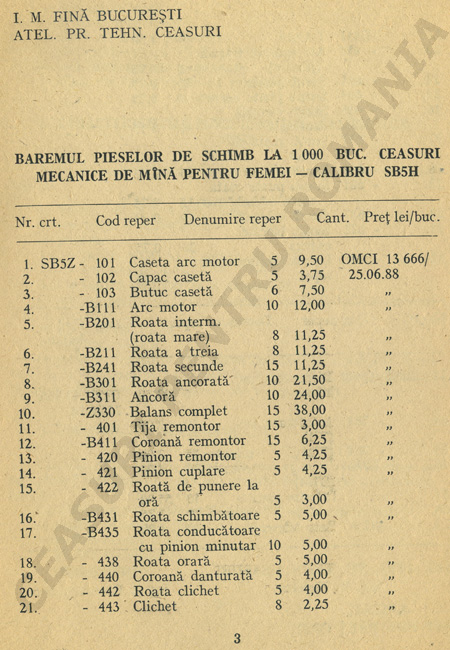 I. M. FINĂ BUCUREȘTI
ATEL. PR. TEHN. CEASURI
BAREMUL PIESELOR DE SCHIMB LA 1 000 BUC. CEASURI
MECANICE DE MÎNĂ PENTRU FEMEI — CALIBRU SB5H
Nr. crt. Cod reper Denumire reper Cant. Preț lei/buc.
1. SB5Z - 101 Caseta arc motor 5 9,50 OMCI 13 666/
2. - 102 Capac casetă 5 3,75 25.06.88
3. - 103 Butuc casetă 6 7,50 „
4. -B111 Arc motor 10 12,00 „
5. -B201 Roata interm.
(roata mare) 8 11,25 „
6. -B211 Roata a treia 8 11,25 „
7. -B241 Roata secunde 15 11,25 „
8. -B301 Roata ancorată 10 21,50 „
9. -B311 Ancoră 10 24,00 „
10. -Z330 Balans complet 15 38,00 „
11. - 401 Tija remontor 15 3,00 „
12. -B411 Coroană remontor 15 6,25 „
13. - 420 Pinion remontor 5 4,25 „
14. - 421 Pinion cuplare 5 4,25 „
15. - 422 Roată de punere la
oră 5 3,00 „
16. -B431 Roata schimbătoare 5 5,00 „
17. -B435 Roata conducătoare
cu pinion minutar 10 5,00 „
18. - 438 Roata orară 5 5,00 „
19. - 440 Coroană danturată 5 4,00 „
20. - 442 Roata clichet 5 4,00 „
21. - 443 Clichet 8 2,25 „
3
CEASURI PENTRU ROMANIA